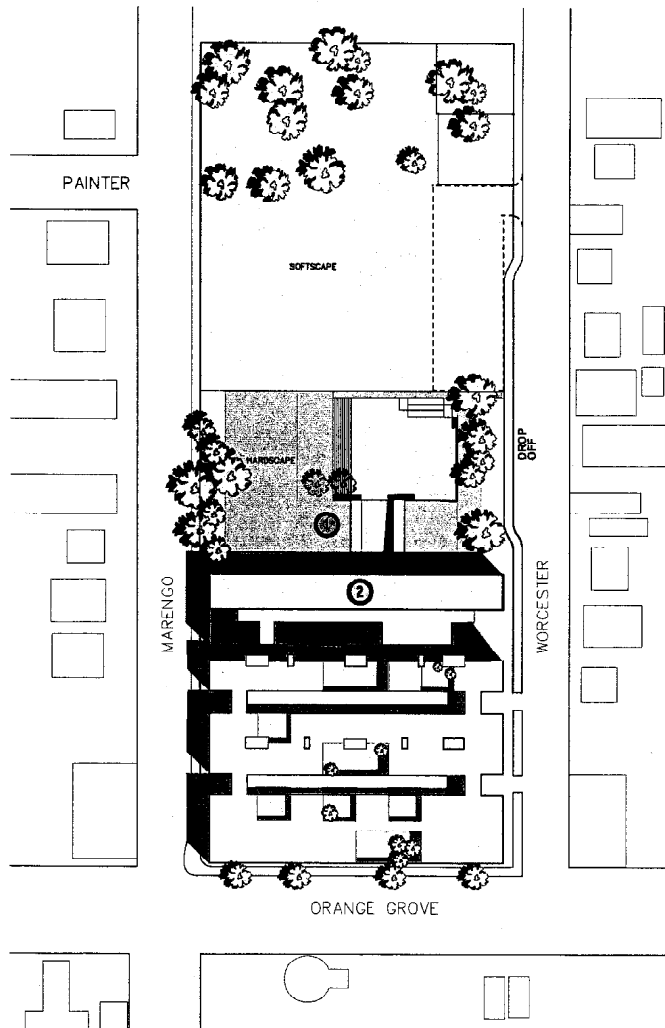 PAINTER
SOFTSCAPE
HARDSCAPE
DROP
OFF
MARENGO
2
WORCESTER
ORANGE GROVE